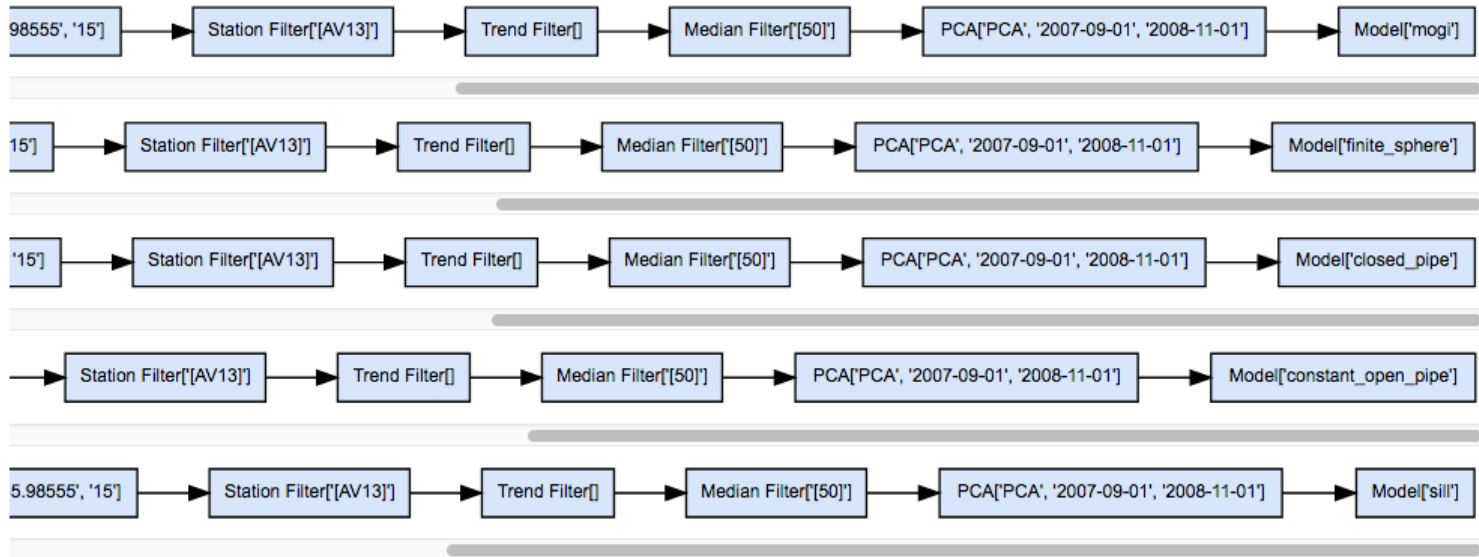 98555', '15'] Station Filter['[AV13]'] Trend Filter[] Median Filter['[50]'] PCA['PCA', '2007-09-01', '2008-11-01'] Model['mogi']
15'] Station Filter['[AV13]'] Trend Filter[] Median Filter['[50]'] PCA['PCA', '2007-09-01', '2008-11-01'] Model['finite_sphere']
'15'] Station Filter['[AV13]'] Trend Filter[] Median Filter['[50]'] PCA['PCA', '2007-09-01', '2008-11-01'] Model['closed_pipe']
Station Filter['[AV13]'] Trend Filter[] Median Filter['[50]'] PCA['PCA', '2007-09-01', '2008-11-01'] Model['constant_open_pipe']
5.98555', '15'] Station Filter['[AV13]'] Trend Filter[] Median Filter['[50]'] PCA['PCA', '2007-09-01', '2008-11-01'] Model['sill']